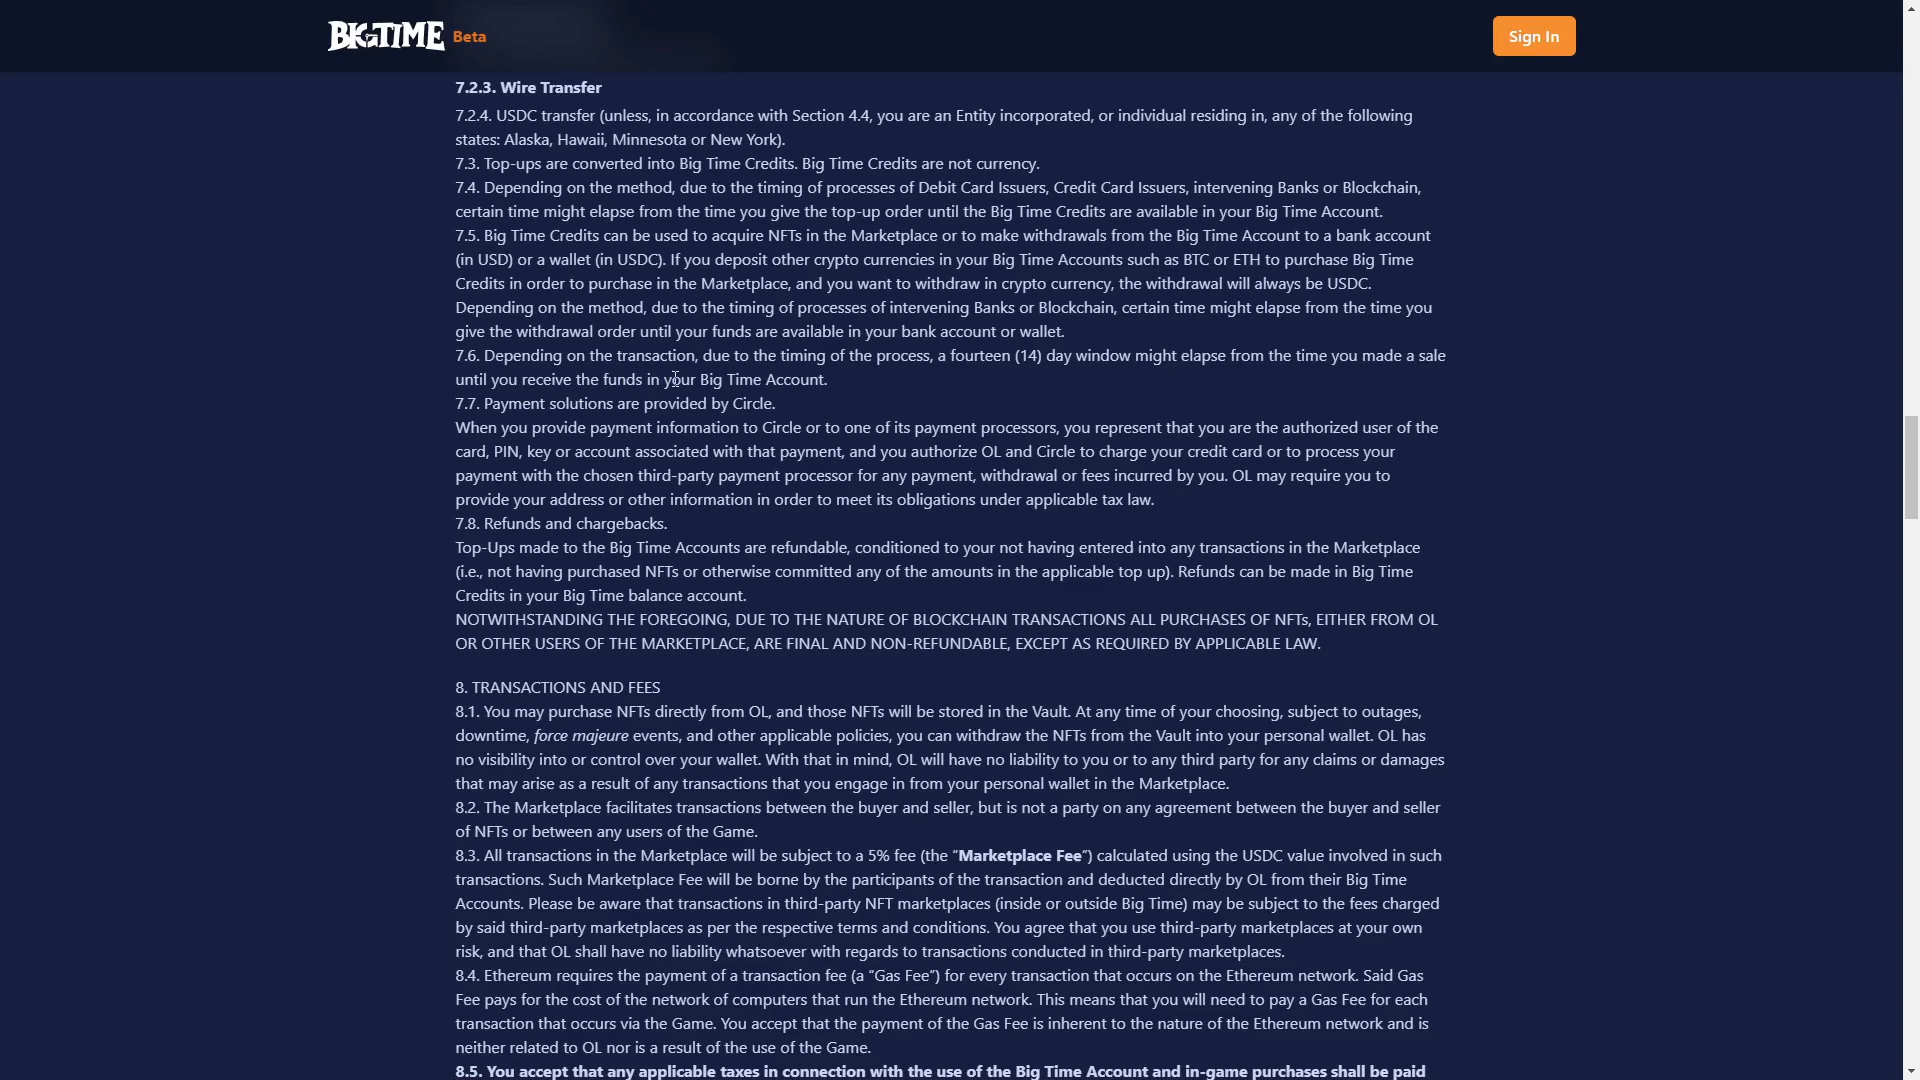 BIGTIME Beta
Sign In
7.2.3. Wire Transfer
7.2.4. USDC transfer (unless, in accordance with Section 4.4, you are an Entity incorporated, or individual residing in, any of the following
states: Alaska, Hawaii, Minnesota or New York).
7.3. Top-ups are converted into Big Time Credits. Big Time Credits are not currency.
7.4. Depending on the method, due to the timing of processes of Debit Card Issuers, Credit Card Issuers, intervening Banks or Blockchain,
certain time might elapse from the time you give the top-up order until the Big Time Credits are available in your Big Time Account.
7.5. Big Time Credits can be used to acquire NFTs in the Marketplace or to make withdrawals from the Big Time Account to a bank account
(in USD) or a wallet (in USDC). If you deposit other crypto currencies in your Big Time Accounts such as BTC or ETH to purchase Big Time
Credits in order to purchase in the Marketplace, and you want to withdraw in crypto currency, the withdrawal will always be USDC.
Depending on the method, due to the timing of processes of intervening Banks or Blockchain, certain time might elapse from the time you
give the withdrawal order until your funds are available in your bank account or wallet.
7.6. Depending on the transaction, due to the timing of the process, a fourteen (14) day window might elapse from the time you made a sale
until you receive the funds in your Big Time Account.
7.7. Payment solutions are provided by Circle.
When you provide payment information to Circle or to one of its payment processors, you represent that you are the authorized user of the
card, PIN, key or account associated with that payment, and you authorize OL and Circle to charge your credit card or to process your
payment with the chosen third-party payment processor for any payment, withdrawal or fees incurred by you. OL may require you to
provide your address or other information in order to meet its obligations under applicable tax law.
7.8. Refunds and chargebacks.
Top-Ups made to the Big Time Accounts are refundable, conditioned to your not having entered into any transactions in the Marketplace
(i.e., not having purchased NFTs or otherwise committed any of the amounts in the applicable top up). Refunds can be made in Big Time
Credits in your Big Time balance account.
NOTWITHSTANDING THE FOREGOING, DUE TO THE NATURE OF BLOCKCHAIN TRANSACTIONS ALL PURCHASES OF NFTs, EITHER FROM OL
OR OTHER USERS OF THE MARKETPLACE, ARE FINAL AND NON-REFUNDABLE, EXCEPT AS REQUIRED BY APPLICABLE LAW.
8. TRANSACTIONS AND FEES
8.1. You may purchase NFTs directly from OL, and those NFTs will be stored in the Vault. At any time of your choosing, subject to outages,
downtime, force majeure events, and other applicable policies, you can withdraw the NFTs from the Vault into your personal wallet. OL has
no visibility into or control over your wallet. With that in mind, OL will have no liability to you or to any third party for any claims or damages
that may arise as a result of any transactions that you engage in from your personal wallet in the Marketplace.
8.2. The Marketplace facilitates transactions between the buyer and seller, but is not a party on any agreement between the buyer and seller
of NFTs or between any users of the Game.
8.3. All transactions in the Marketplace will be subject to a 5% fee (the “Marketplace Fee”) calculated using the USDC value involved in such
transactions. Such Marketplace Fee will be borne by the participants of the transaction and deducted directly by OL from their Big Time
Accounts. Please be aware that transactions in third-party NFT marketplaces (inside or outside Big Time) may be subject to the fees charged
by said third-party marketplaces as per the respective terms and conditions. You agree that you use third-party marketplaces at your own
risk, and that OL shall have no liability whatsoever with regards to transactions conducted in third-party marketplaces.
8.4. Ethereum requires the payment of a transaction fee (a “Gas Fee”) for every transaction that occurs on the Ethereum network. Said Gas
Fee pays for the cost of the network of computers that run the Ethereum network. This means that you will need to pay a Gas Fee for each
transaction that occurs via the Game. You accept that the payment of the Gas Fee is inherent to the nature of the Ethereum network and is
neither related to OL nor is a result of the use of the Game.
8.5. You accept that any applicable taxes in connection with the use of the Big Time Account and in-game purchases shall be paid